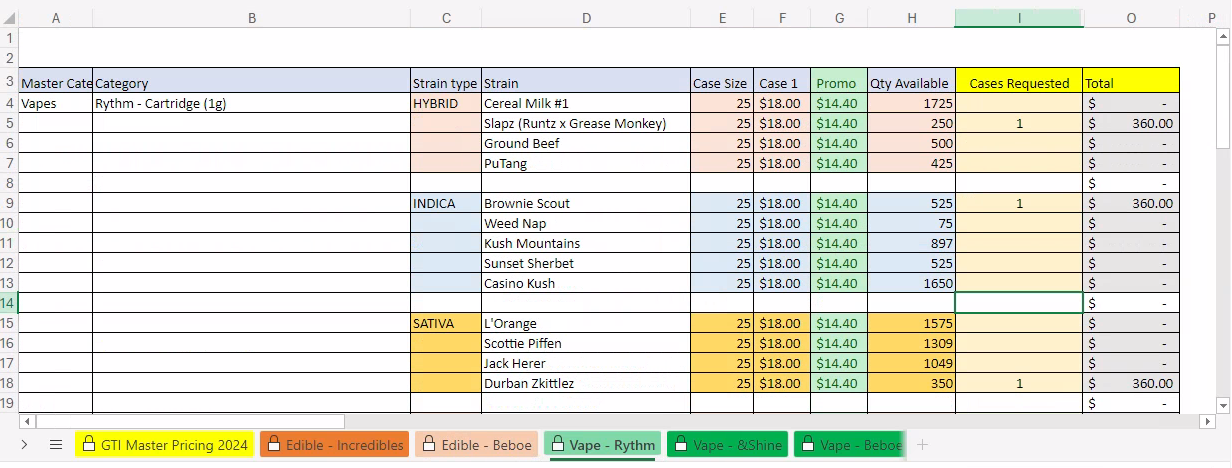 A B C D E F G H I O P
1
2
3 Master Cate Category Strain type Strain Case Size Case 1 Promo Qty Available Cases Requested Total
4 Vapes Rythm - Cartridge (1g) HYBRID Cereal Milk #1 25 $18.00 $14.40 1725 $ -
5 Slapz (Runtz x Grease Monkey) 25 $18.00 $14.40 250 1 $ 360.00
6 Ground Beef 25 $18.00 $14.40 500 $ -
7 PuTang 25 $18.00 $14.40 425 $ -
8 $ -
9 INDICA Brownie Scout 25 $18.00 $14.40 525 1 $ 360.00
10 Weed Nap 25 $18.00 $14.40 75 $ -
11 Kush Mountains 25 $18.00 $14.40 897 $ -
12 Sunset Sherbet 25 $18.00 $14.40 525 $ -
13 Casino Kush 25 $18.00 $14.40 1650 $ -
14 $ -
15 SATIVA L'Orange 25 $18.00 $14.40 1575 $ -
16 Scottie Piffen 25 $18.00 $14.40 1309 $ -
17 Jack Herer 25 $18.00 $14.40 1049 $ -
18 Durban Zkittlez 25 $18.00 $14.40 350 1 $ 360.00
19 $ -
GTI Master Pricing 2024 Edible - Incredibles Edible - Beboe Vape - Rythm Vape - &Shine Vape - Beboe